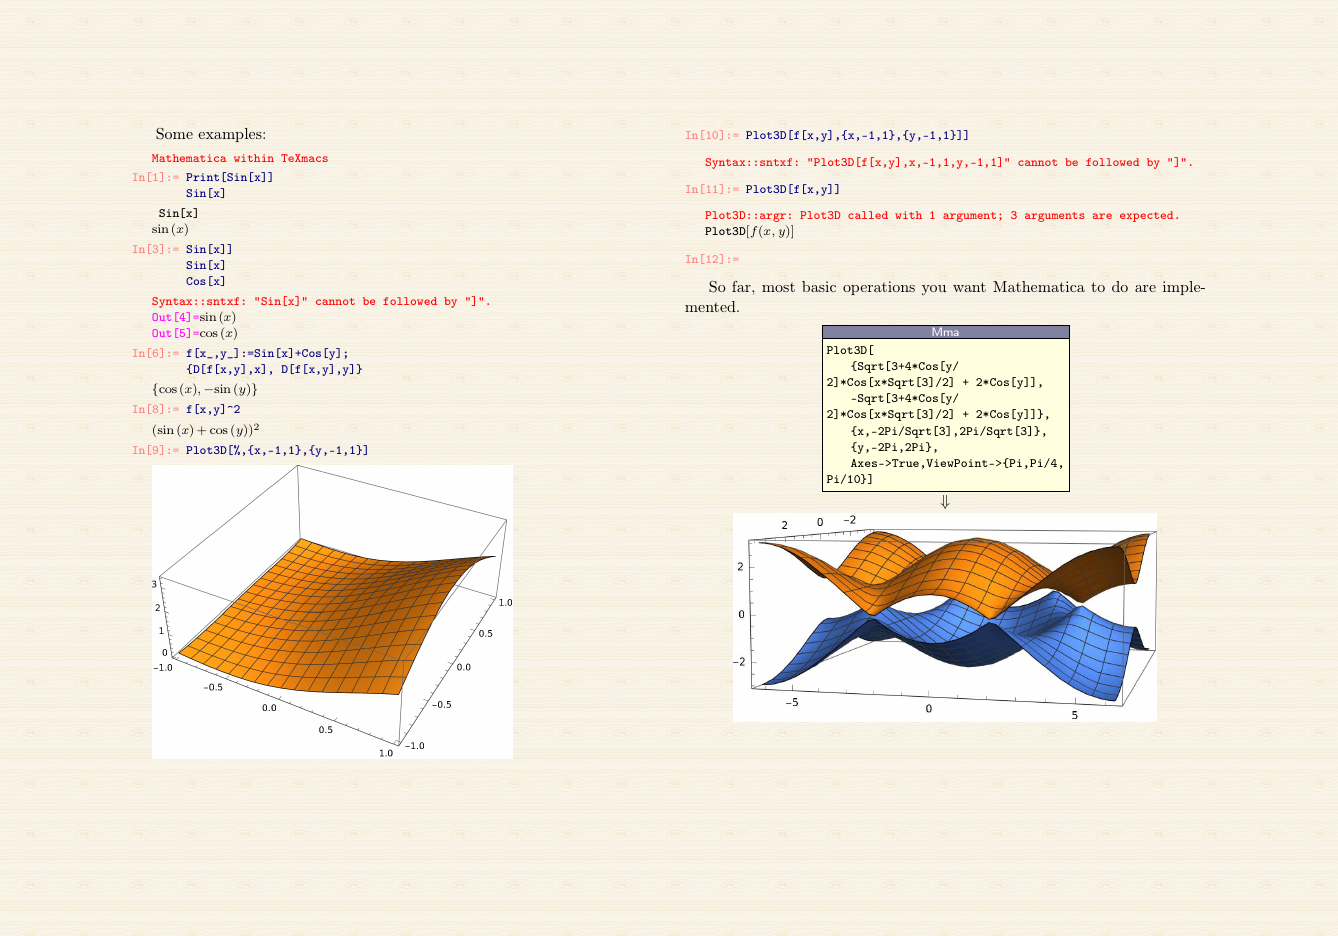 Some examples:
Mathematica within TeXmacs
In[1]:= Print[Sin[x]]
Sin[x]
Sin[x]
sin (x)
In[3]:= Sin[x]]
Sin[x]
Cos[x]
Syntax::sntxf: "Sin[x]" cannot be followed by "]".
Out[4]=sin (x)
Out[5]=cos (x)
In[6]:= f[x_,y_]:=Sin[x]+Cos[y];
{D[f[x,y],x], D[f[x,y],y]}
{cos (x), −sin (y)}
In[8]:= f[x,y]^2
(sin (x) + cos (y))²
In[9]:= Plot3D[%,{x,-1,1},{y,-1,1}]
3
2
1
0
−1.0
−0.5
0.0
0.5
1.0
−1.0
−0.5
0.0
0.5
1.0
In[10]:= Plot3D[f[x,y],{x,-1,1},{y,-1,1}]]
Syntax::sntxf: "Plot3D[f[x,y],x,-1,1,y,-1,1]" cannot be followed by "]".
In[11]:= Plot3D[f[x,y]]
Plot3D::argr: Plot3D called with 1 argument; 3 arguments are expected.
Plot3D[f(x, y)]
In[12]:=
So far, most basic operations you want Mathematica to do are imple-
mented.
Mma
Plot3D[
{Sqrt[3+4*Cos[y/
2]*Cos[x*Sqrt[3]/2] + 2*Cos[y]],
-Sqrt[3+4*Cos[y/
2]*Cos[x*Sqrt[3]/2] + 2*Cos[y]]},
{x,-2Pi/Sqrt[3],2Pi/Sqrt[3]},
{y,-2Pi,2Pi},
Axes->True,ViewPoint->{Pi,Pi/4,
Pi/10}]
⇓
2 0 −2
2
0
−2
−5 0 5